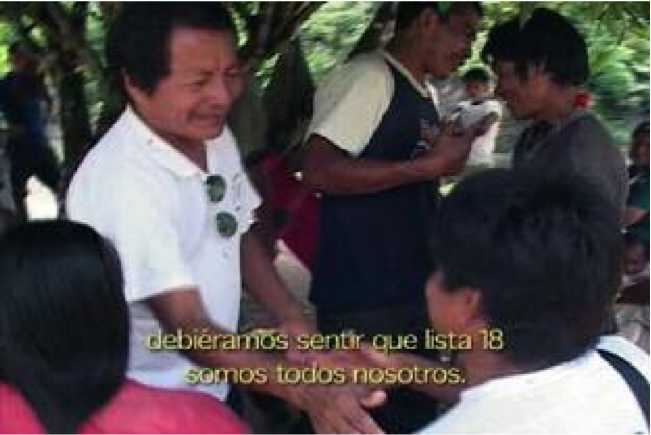 debiéramos sentir que lista 18
somos todos nosotros.